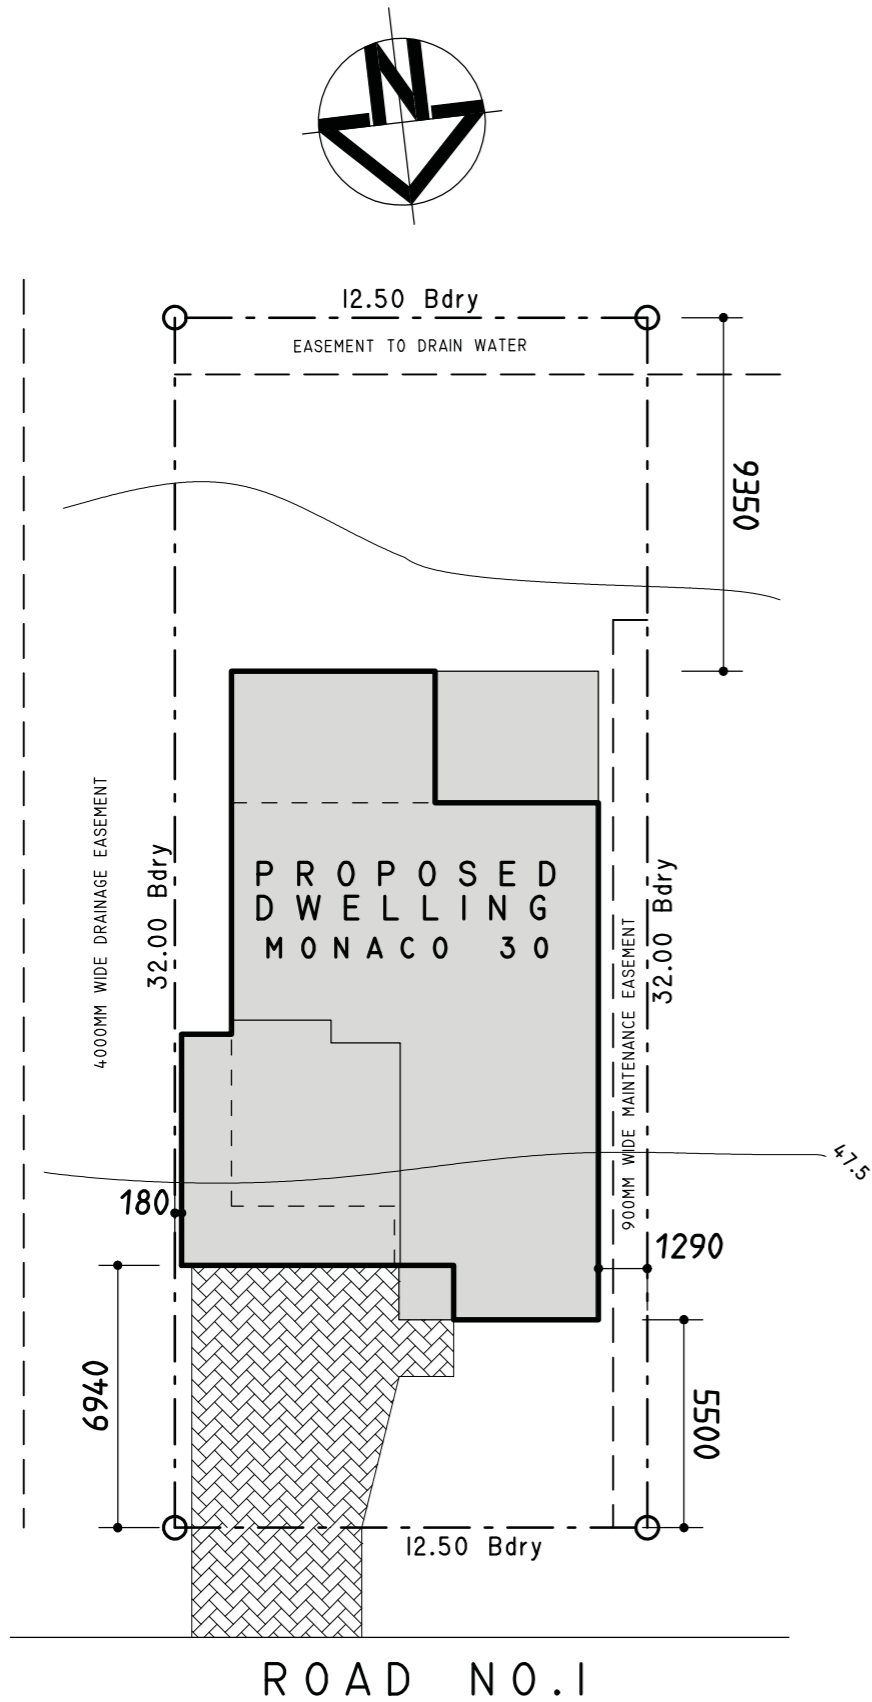 N
12.50 Bdry
EASEMENT TO DRAIN WATER
9350
PROPOSED
DWELLING
MONACO 30
4000MM WIDE DRAINAGE EASEMENT
32.00 Bdry
900MM WIDE MAINTENANCE EASEMENT
32.00 Bdry
47.5
180
1290
6940
5500
12.50 Bdry
ROAD NO.1